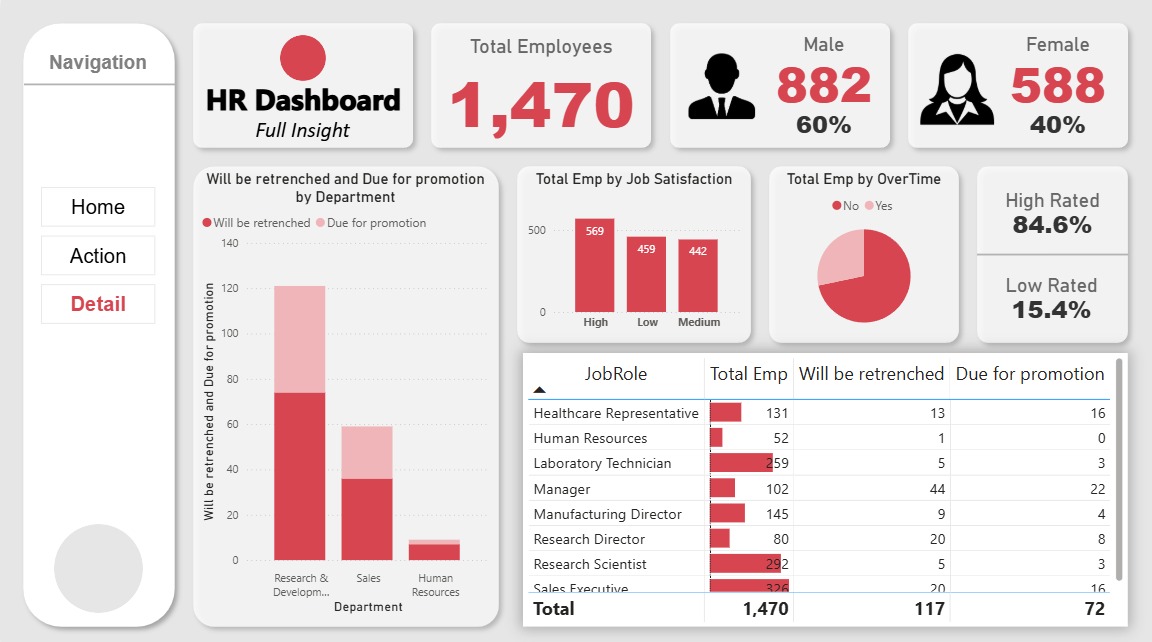 Navigation
Home
Action
Detail
HR Dashboard
Full Insight
Total Employees
1,470
Male
882
60%
Female
588
40%
Will be retrenched and Due for promotion
by Department
Will be retrenched Due for promotion
Will be retrenched and Due for promotion
140
120
100
80
60
40
20
0
Research &
Developm...
Sales
Human
Resources
Department
Total Emp by Job Satisfaction
500
0
569
459
442
High Low Medium
Total Emp by OverTime
No Yes
High Rated
84.6%
Low Rated
15.4%
JobRole Total Emp Will be retrenched Due for promotion
Healthcare Representative 131 13 16
Human Resources 52 1 0
Laboratory Technician 259 5 3
Manager 102 44 22
Manufacturing Director 145 9 4
Research Director 80 20 8
Research Scientist 292 5 3
Sales Executive 326 20 16
Total 1,470 117 72